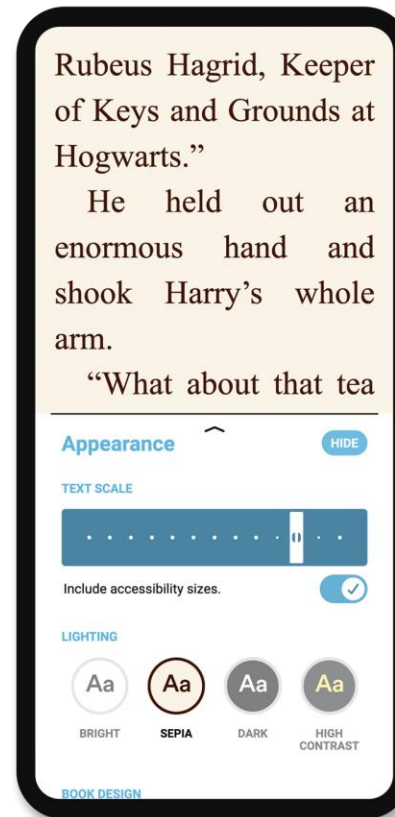 Rubeus Hagrid, Keeper
of Keys and Grounds at
Hogwarts.”
He held out an
enormous hand and
shook Harry’s whole
arm.
“What about that tea
Appearance
HIDE
TEXT SCALE
Include accessibility sizes.
LIGHTING
Aa Aa Aa Aa
BRIGHT SEPIA DARK HIGH
CONTRAST
BOOK DESIGN